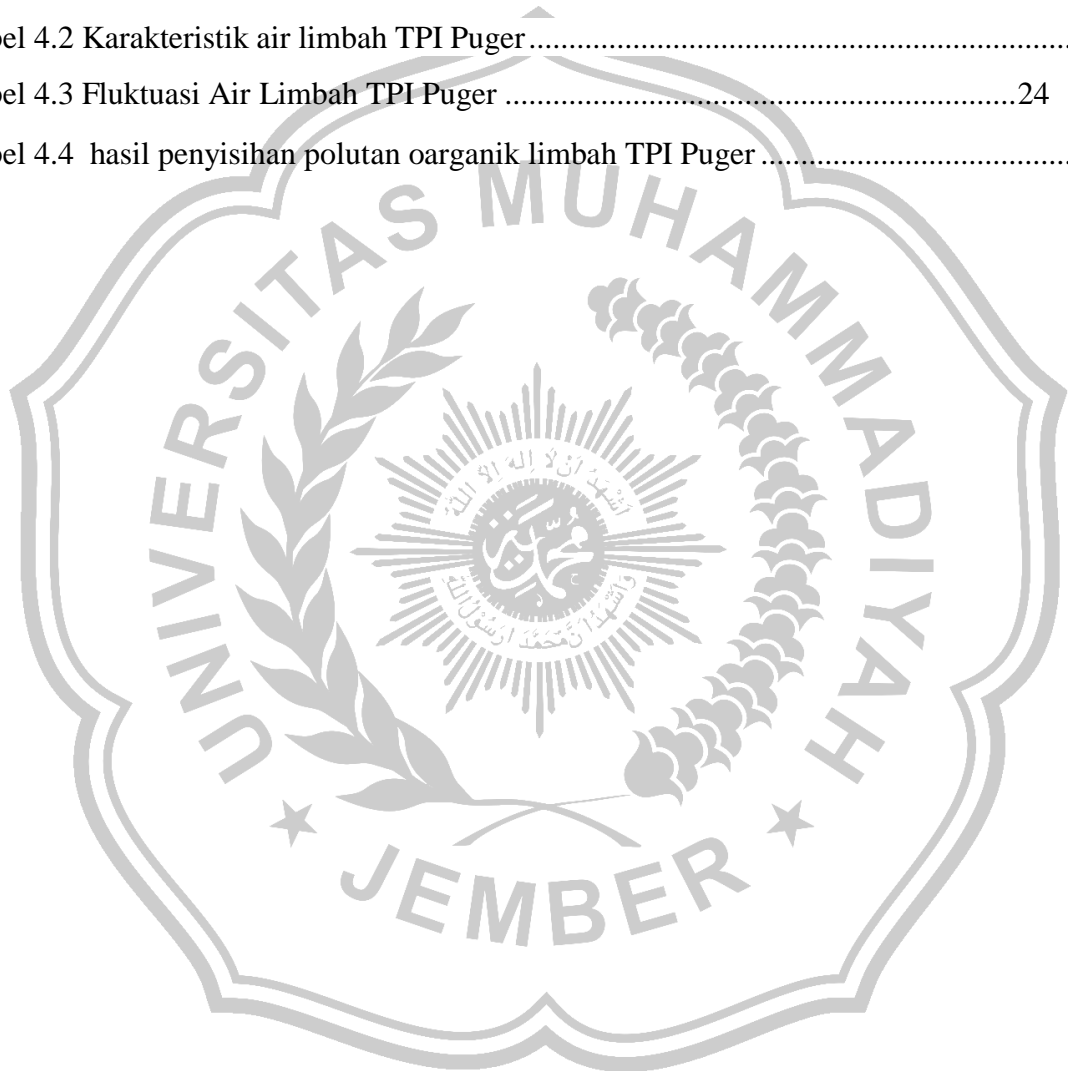 bel 4.2 Karakteristik air limbah TPI Puger...........................................................................
bel 4.3 Fluktuasi Air Limbah TPI Puger ......................................................................24
bel 4.4  hasil penyisihan polutan oarganik limbah TPI Puger..........................................
UNIVERSITAS MUHAMMADIYAH
★ JEMBER ★